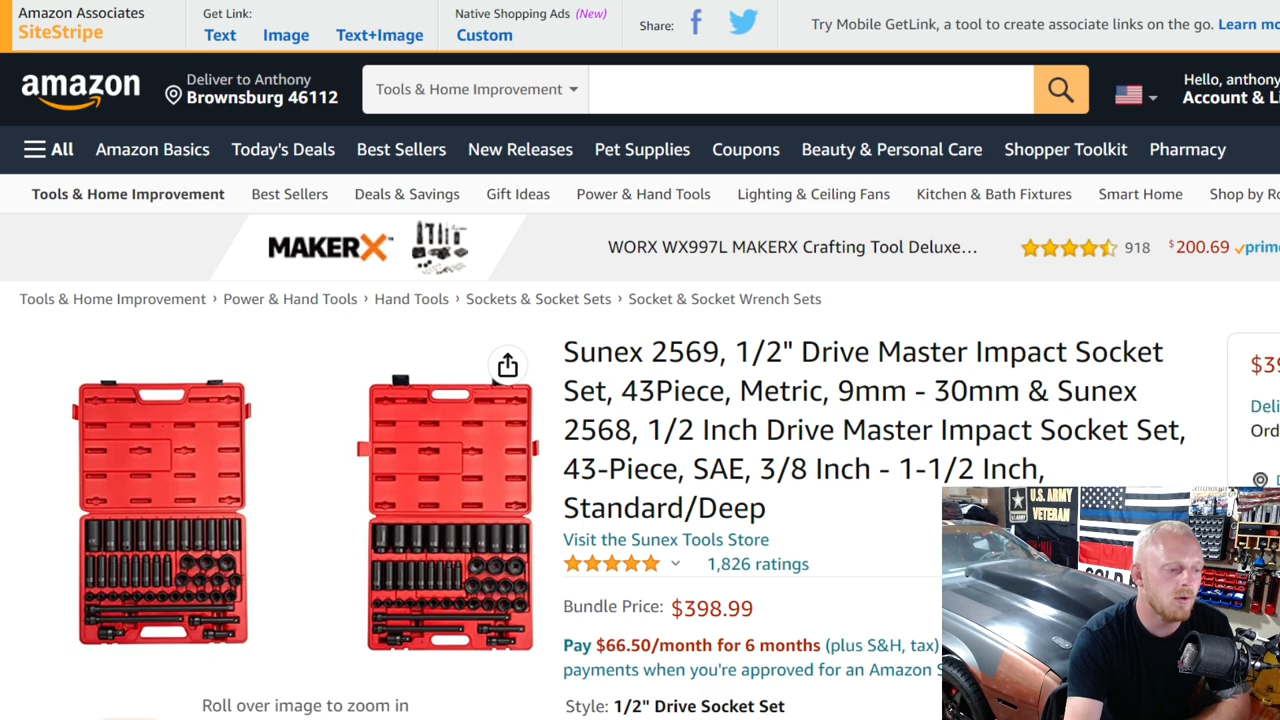 Amazon Associates
SiteStripe
Get Link:
Text Image Text+Image
Native Shopping Ads (New)
Custom
Share:
Try Mobile GetLink, a tool to create associate links on the go. Learn
amazon
Deliver to Anthony
Brownsburg 46112
Tools & Home Improvement
Hello, anthony
Account &
All Amazon Basics Today's Deals Best Sellers New Releases Pet Supplies Coupons Beauty & Personal Care Shopper Toolkit Pharmacy
Tools & Home Improvement Best Sellers Deals & Savings Gift Ideas Power & Hand Tools Lighting & Ceiling Fans Kitchen & Bath Fixtures Smart Home Shop by
MAKERX™
WORX WX997L MAKERX Crafting Tool Deluxe… 918 $200.69 prime
Tools & Home Improvement › Power & Hand Tools › Hand Tools › Sockets & Socket Sets › Socket & Socket Wrench Sets
Sunex 2569, 1/2" Drive Master Impact Socket
Set, 43Piece, Metric, 9mm - 30mm & Sunex
2568, 1/2 Inch Drive Master Impact Socket Set,
43-Piece, SAE, 3/8 Inch - 1-1/2 Inch,
Standard/Deep
Visit the Sunex Tools Store
1,826 ratings
Bundle Price: $398.99
Pay $66.50/month for 6 months (plus S&H, tax)
payments when you're approved for an Amazon
Style: 1/2" Drive Socket Set
Roll over image to zoom in
$39
Deli
Ord
U.S. ARMY
VETERAN